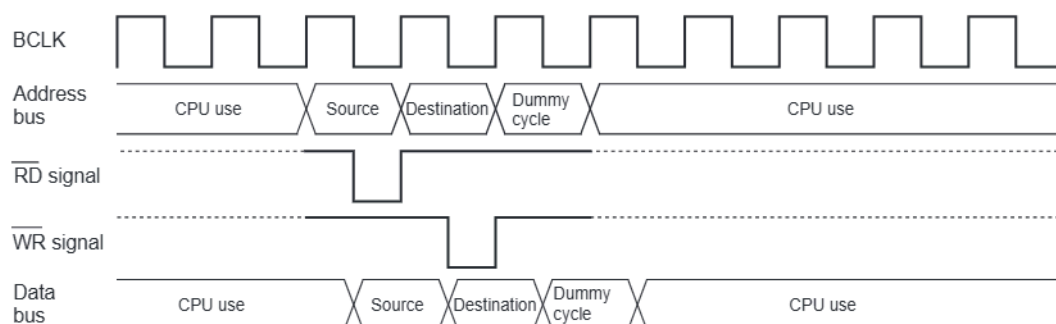 BCLK
Address
bus
CPU use
Source
Destination
Dummy
cycle
CPU use
RD signal
WR signal
Data
bus
CPU use
Source
Destination
Dummy
cycle
CPU use